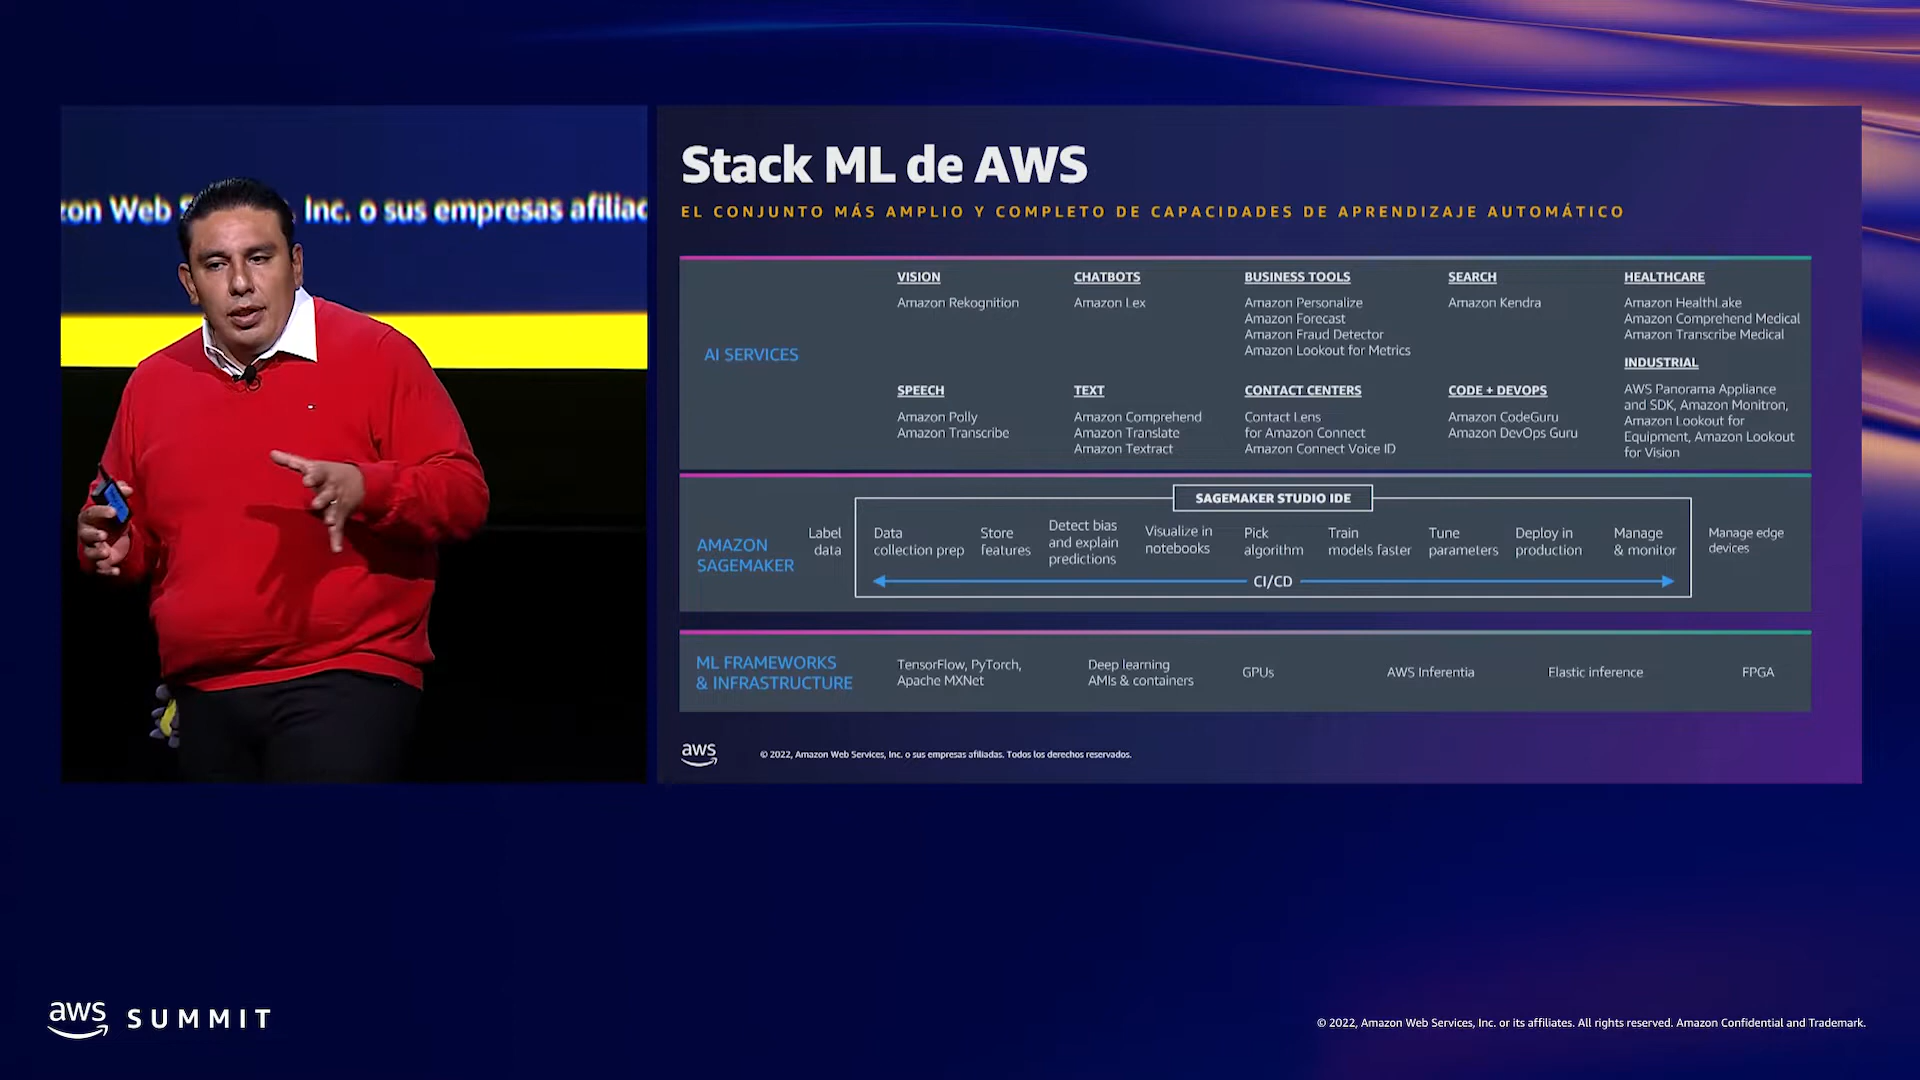 zon Web S Inc. o sus empresas afiliac
Stack ML de AWS
EL CONJUNTO MÁS AMPLIO Y COMPLETO DE CAPACIDADES DE APRENDIZAJE AUTOMÁTICO
AI SERVICES
VISION
Amazon Rekognition
CHATBOTS
Amazon Lex
BUSINESS TOOLS
Amazon Personalize
Amazon Forecast
Amazon Fraud Detector
Amazon Lookout for Metrics
SEARCH
Amazon Kendra
HEALTHCARE
Amazon HealthLake
Amazon Comprehend Medical
Amazon Transcribe Medical
SPEECH
Amazon Polly
Amazon Transcribe
TEXT
Amazon Comprehend
Amazon Translate
Amazon Textract
CONTACT CENTERS
Contact Lens
for Amazon Connect
Amazon Connect Voice ID
CODE + DEVOPS
Amazon CodeGuru
Amazon DevOps Guru
INDUSTRIAL
AWS Panorama Appliance
and SDK, Amazon Monitron,
Amazon Lookout for
Equipment, Amazon Lookout
for Vision
AMAZON
SAGEMAKER
SAGEMAKER STUDIO IDE
Label
data
Data
collection prep
Store
features
Detect bias
and explain
predictions
Visualize in
notebooks
Pick
algorithm
Train
models faster
Tune
parameters
Deploy in
production
Manage
& monitor
Manage edge
devices
CI/CD
ML FRAMEWORKS
& INFRASTRUCTURE
TensorFlow, PyTorch,
Apache MXNet
Deep learning
AMIs & containers
GPUs
AWS Inferentia
Elastic inference
FPGA
aws
© 2022, Amazon Web Services, Inc. o sus empresas afiliadas. Todos los derechos reservados.
aws SUMMIT
© 2022, Amazon Web Services, Inc. or its affiliates. All rights reserved. Amazon Confidential and Trademark.